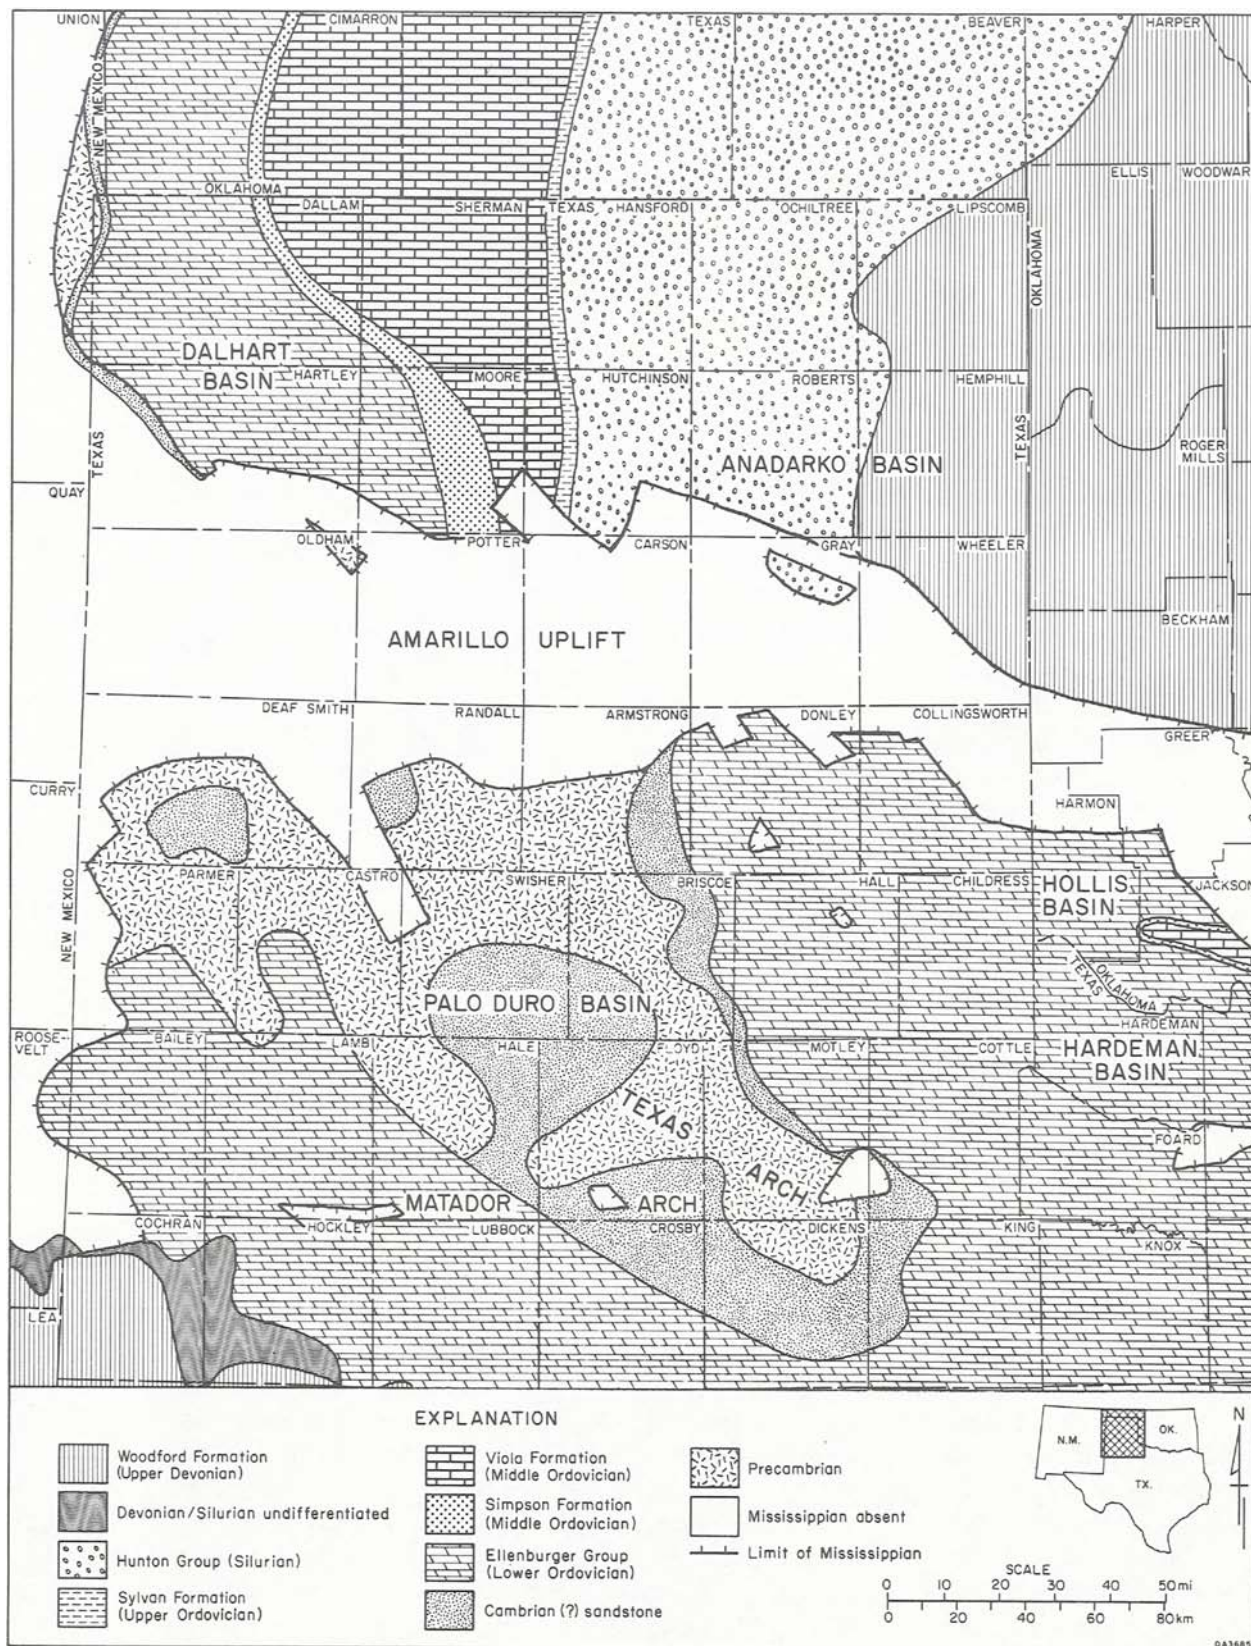 UNION
CIMARRON
TEXAS
BEAVER
HARPER
NEW MEXICO
ELLIS
WOODWAR
OKLAHOMA
DALLAM
SHERMAN
TEXAS
HANSFORD
OCHILTREE
LIPSCOMB
OKLAHOMA
DALHART
BASIN
HARTLEY
MOORE
HUTCHINSON
ROBERTS
HEMPHILL
TEXAS
TEXAS
ROGER
MILLS
ANADARKO BASIN
QUAY
OLDHAM
POTTER
CARSON
GRAY
WHEELER
BECKHAM
AMARILLO UPLIFT
DEAF SMITH
RANDALL
ARMSTRONG
DONLEY
COLLINGSWORTH
GREER
CURRY
HARMON
PARMER
CASTRO
SWISHER
BRISCOE
HALL
CHILDRESS
HOLLIS
BASIN
JACKSON
NEW MEXICO
TEXAS
OKLAHOMA
PALO DURO BASIN
HARDEMAN
ROOSE-
VELT
BAILEY
LAMB
HALE
FLOYD
MOTLEY
COTTLE
HARDEMAN
BASIN
TEXAS
ARCH
FOARD
MATADOR
ARCH
COCHRAN
HOCKLEY
LUBBOCK
CROSBY
DICKENS
KING
KNOX
LEA
EXPLANATION
Woodford Formation
(Upper Devonian)
Devonian/Silurian undifferentiated
Hunton Group (Silurian)
Sylvan Formation
(Upper Ordovician)
Viola Formation
(Middle Ordovician)
Simpson Formation
(Middle Ordovician)
Ellenburger Group
(Lower Ordovician)
Cambrian (?) sandstone
Precambrian
Mississippian absent
Limit of Mississippian
N.M.
OK.
TX.
N
SCALE
0 10 20 30 40 50 mi
0 20 40 60 80 km